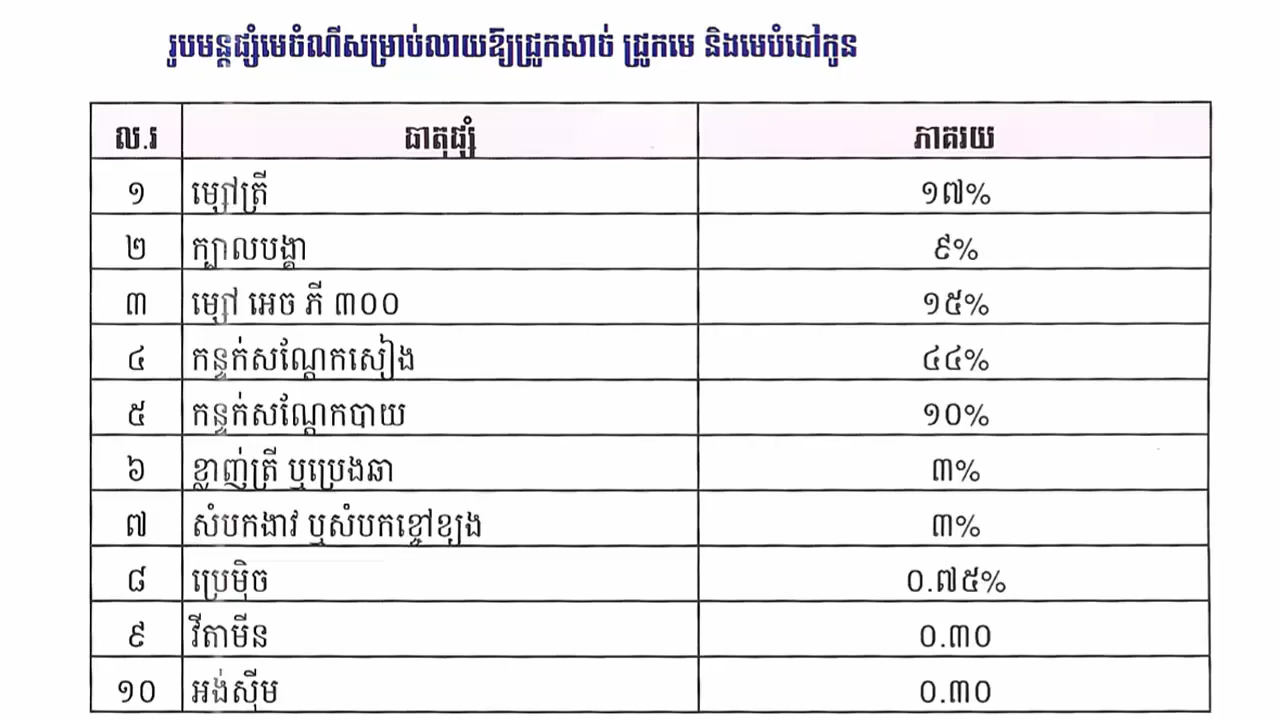 រូបមន្តផ្សំមេចំណីសម្រាប់លាយឱ្យជ្រូកសាច់ ជ្រូកមេ និងមេបំបៅកូន
ល.រ ធាតុផ្សំ ភាគរយ
១ ម្សៅត្រី ១៧%
២ ក្បាលបង្គា ៩%
៣ ម្សៅ អេច ភី ៣០០ ១៥%
៤ កន្ទក់សណ្តែកសៀង ៤៤%
៥ កន្ទក់សណ្តែកបាយ ១០%
៦ ខ្លាញ់ត្រី ឬប្រេងឆា ៣%
៧ សំបកងាវ ឬសំបកខ្ចៅខ្យង ៣%
៨ ប្រេម៉ិច ០.៧៥%
៩ វីតាមីន ០.៣០
១០ អង់ស៊ីម ០.៣០